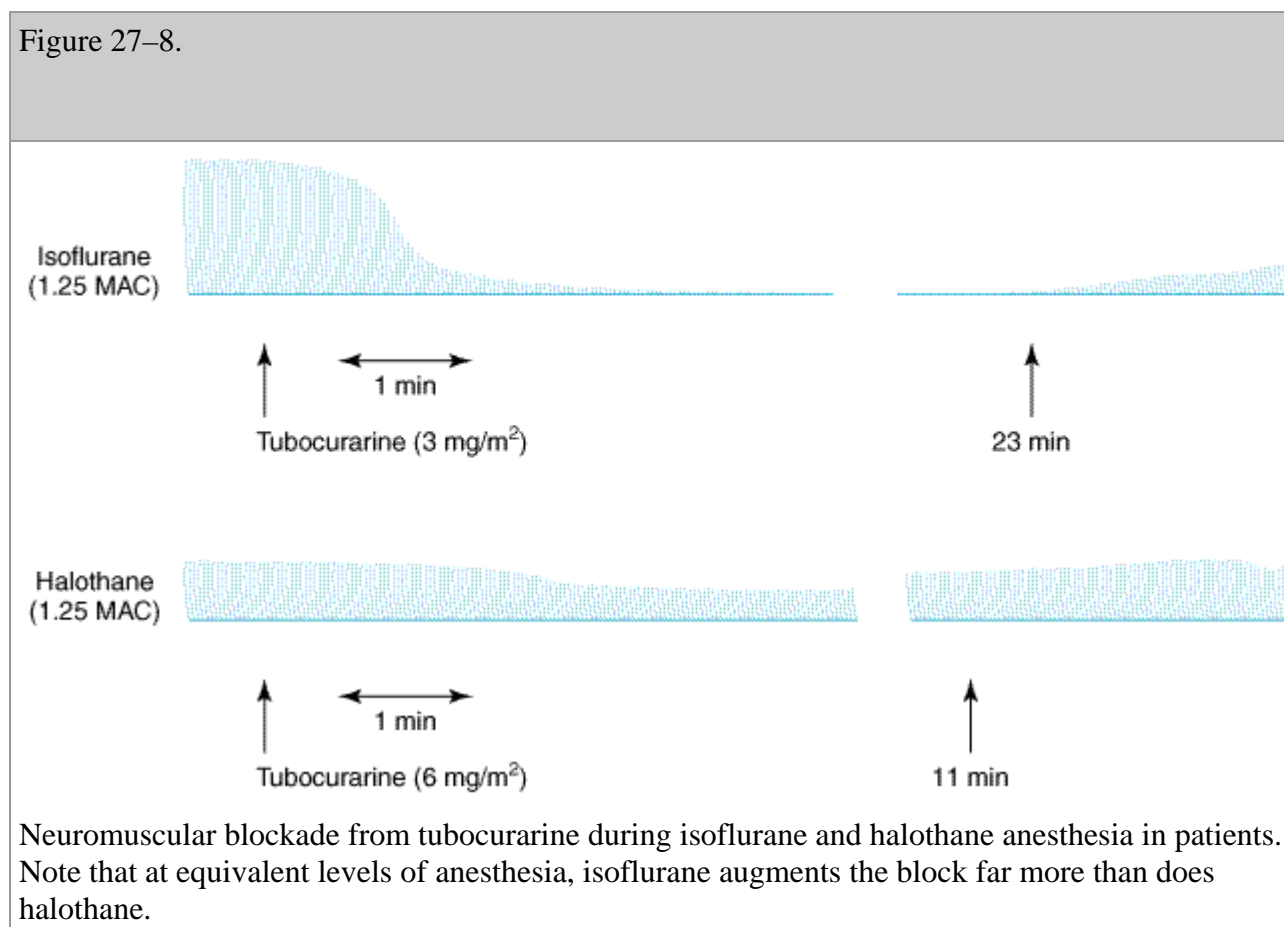 Figure 27–8.
Isoflurane
(1.25 MAC)
1 min
Tubocurarine (3 mg/m²)
23 min
Halothane
(1.25 MAC)
1 min
Tubocurarine (6 mg/m²)
11 min
Neuromuscular blockade from tubocurarine during isoflurane and halothane anesthesia in patients.
Note that at equivalent levels of anesthesia, isoflurane augments the block far more than does
halothane.